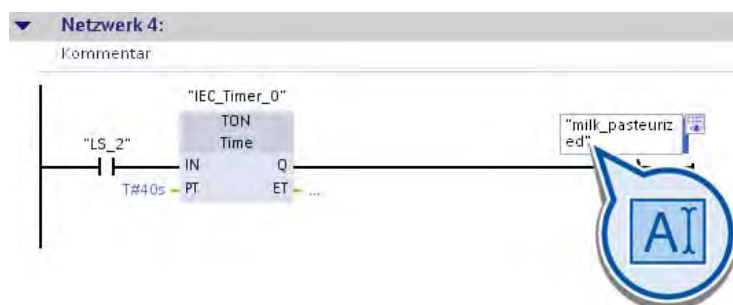 Netzwerk 4:
Kommentar
"IEC_Timer_0"
TON
Time
"LS_2"
"milk_pasteuriz
ed"
IN Q
T#40s PT ET ...
A